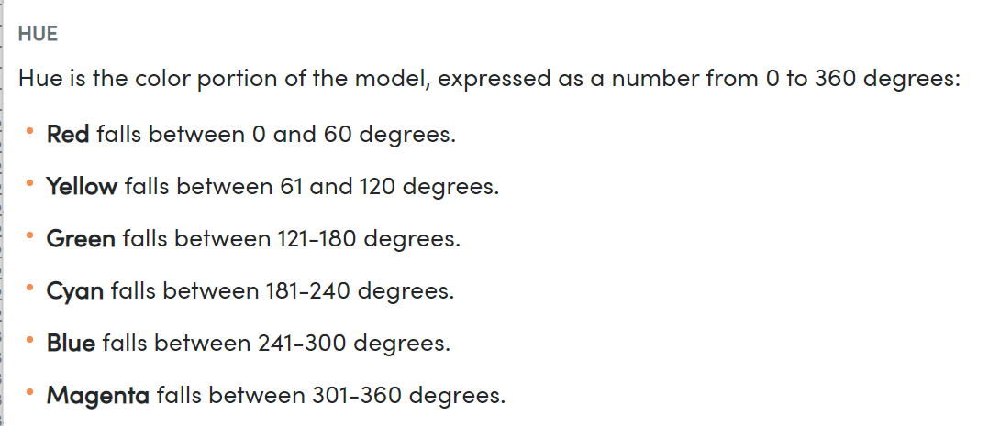 HUE
Hue is the color portion of the model, expressed as a number from 0 to 360 degrees:
• Red falls between 0 and 60 degrees.
• Yellow falls between 61 and 120 degrees.
• Green falls between 121-180 degrees.
• Cyan falls between 181-240 degrees.
• Blue falls between 241-300 degrees.
• Magenta falls between 301-360 degrees.